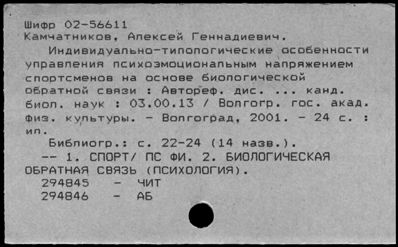 Шифр 02-56611
Камчатников, Алексей Геннадиевич.
Индивидуально-типологические особенности
управления психоэмоциональным напряжением
спортсменов на основе биологической
обратной связи : Автореф. дис. ... канд.
биол. наук : 03.00.13 / Волгогр. гос. акад.
физ. культуры. - Волгоград, 2001. - 24 с. :
ил.
Библиогр.: с. 22-24 (14 назв.).
-- 1. СПОРТ/ ПС ФИ. 2. БИОЛОГИЧЕСКАЯ
ОБРАТНАЯ СВЯЗЬ (ПСИХОЛОГИЯ).
294845 - ЧИТ
294846 - АБ